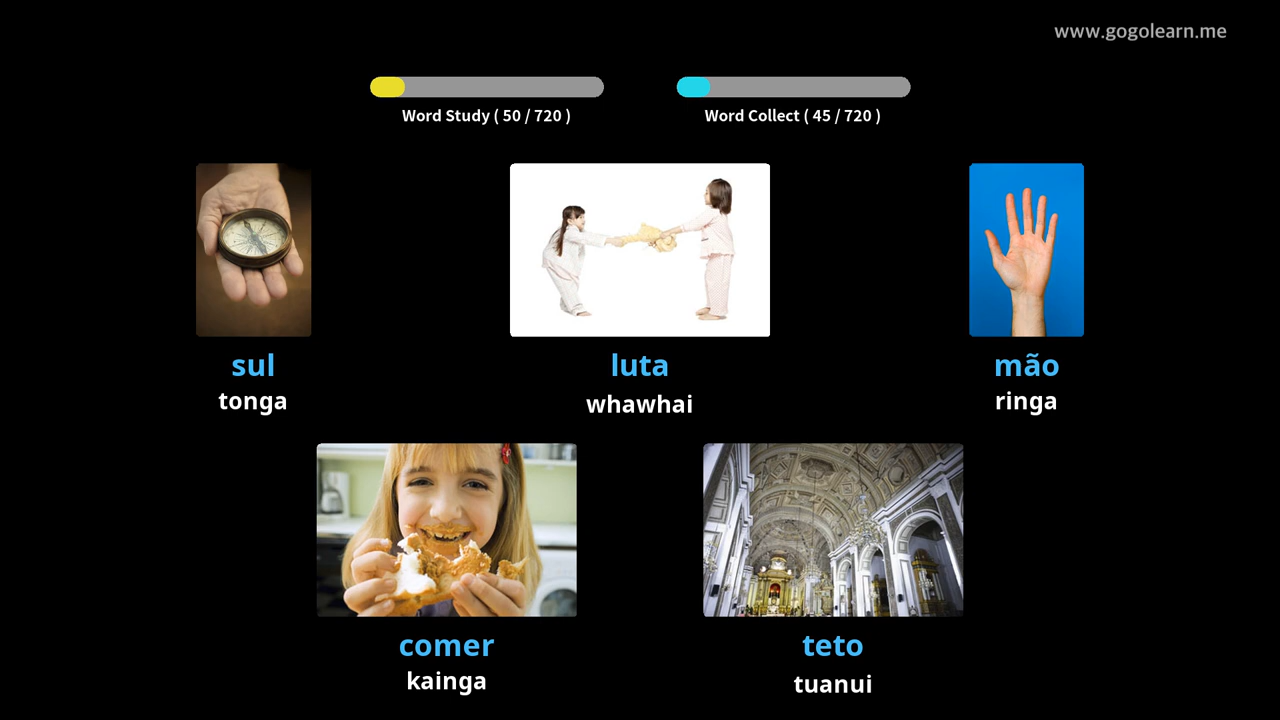 www.gogolearn.me
Word Study ( 50 / 720 )
Word Collect ( 45 / 720 )
sul
tonga
luta
whawhai
mão
ringa
comer
kainga
teto
tuanui